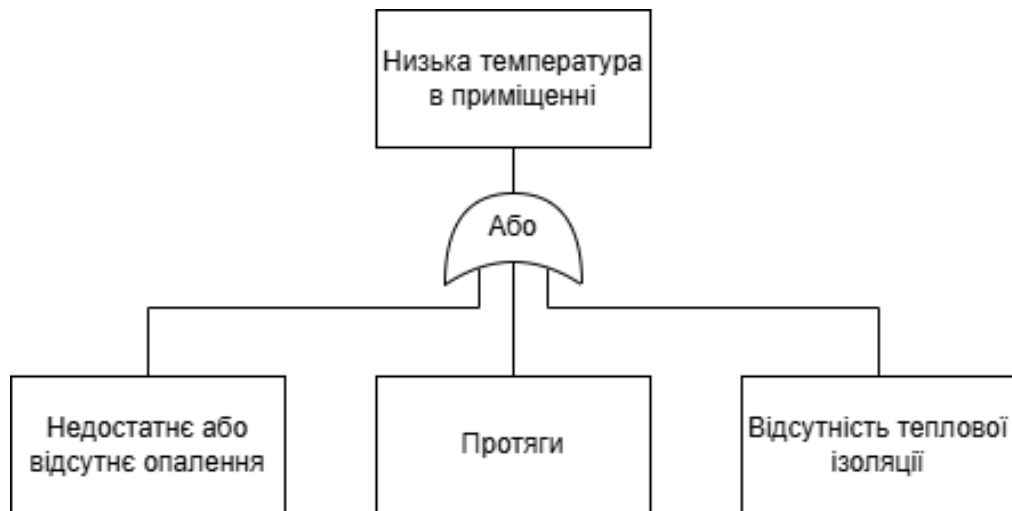 Низька температура
в приміщенні
Або
Недостатнє або
відсутнє опалення
Протяги
Відсутність теплової
ізоляції